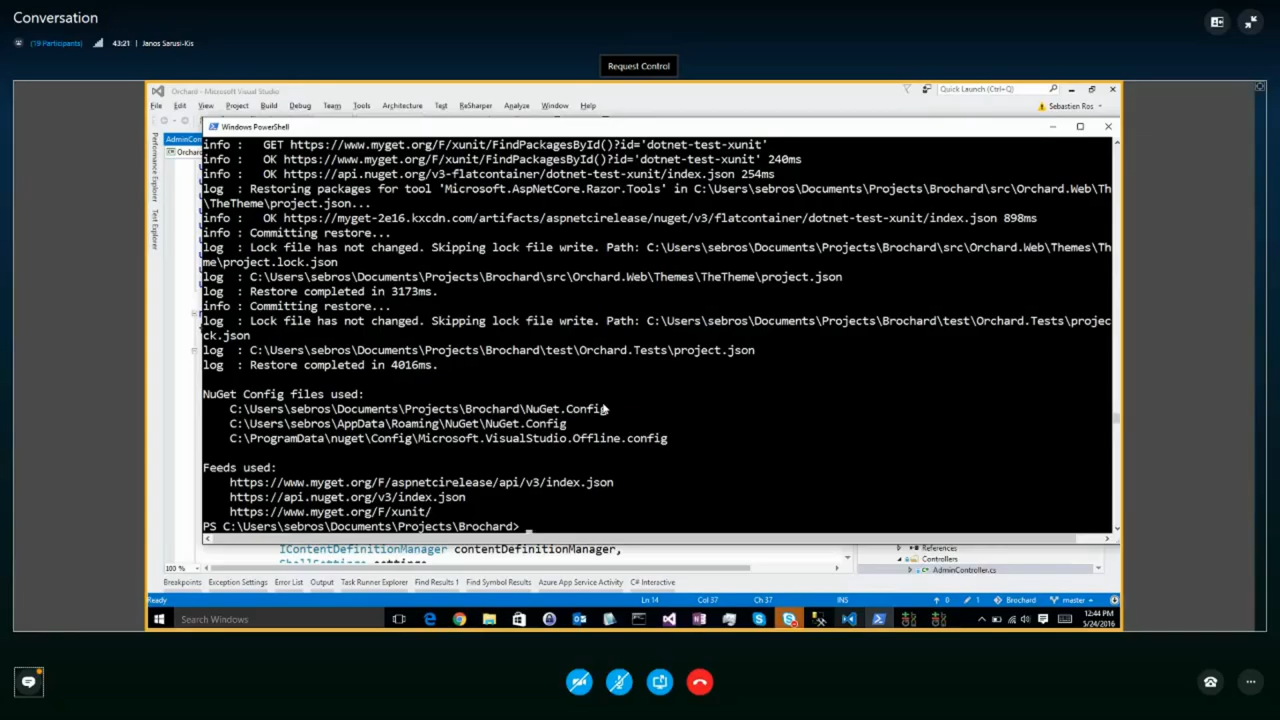 Conversation
(19 Participants) 43:21 | Janos Sarusi-Kis
Request Control
Orchard - Microsoft Visual Studio
Quick Launch (Ctrl+Q)
File Edit View Project Build Debug Team Tools Architecture Test ReSharper Analyze Window Help
Sebastien Ros
Windows PowerShell
AdminCon
Orchard
Performance Explorer
Test Explorer
info : GET https://www.myget.org/F/xunit/FindPackagesById()?id='dotnet-test-xunit'
info : OK https://www.myget.org/F/xunit/FindPackagesById()?id='dotnet-test-xunit' 240ms
info : OK https://api.nuget.org/v3-flatcontainer/dotnet-test-xunit/index.json 254ms
log : Restoring packages for tool 'Microsoft.AspNetCore.Razor.Tools' in C:\Users\sebros\Documents\Projects\Brochard\src\Orchard.Web\Th
\TheTheme\project.json...
info : OK https://myget-2e16.kxcdn.com/artifacts/aspnetcirelease/nuget/v3/flatcontainer/dotnet-test-xunit/index.json 898ms
info : Committing restore...
log : Lock file has not changed. Skipping lock file write. Path: C:\Users\sebros\Documents\Projects\Brochard\src\Orchard.Web\Themes\Th
me\project.lock.json
log : C:\Users\sebros\Documents\Projects\Brochard\src\Orchard.Web\Themes\TheTheme\project.json
log : Restore completed in 3173ms.
info : Committing restore...
log : Lock file has not changed. Skipping lock file write. Path: C:\Users\sebros\Documents\Projects\Brochard\test\Orchard.Tests\projec
ck.json
log : C:\Users\sebros\Documents\Projects\Brochard\test\Orchard.Tests\project.json
log : Restore completed in 4016ms.
NuGet Config files used:
C:\Users\sebros\Documents\Projects\Brochard\NuGet.Config
C:\Users\sebros\AppData\Roaming\NuGet\NuGet.Config
C:\ProgramData\nuget\Config\Microsoft.VisualStudio.Offline.config
Feeds used:
https://www.myget.org/F/aspnetcirelease/api/v3/index.json
https://api.nuget.org/v3/index.json
https://www.myget.org/F/xunit/
PS C:\Users\sebros\Documents\Projects\Brochard> _
IContentDefinitionManager contentDefinitionManager,
References
Controllers
100 %
AdminController.cs
Breakpoints Exception Settings Error List Output Task Runner Explorer Find Results 1 Find Symbol Results Azure App Service Activity C# Interactive
Ready Ln 14 Col 37 Ch 37 INS 0 1 Brochard master
Search Windows
12:44 PM
5/24/2016